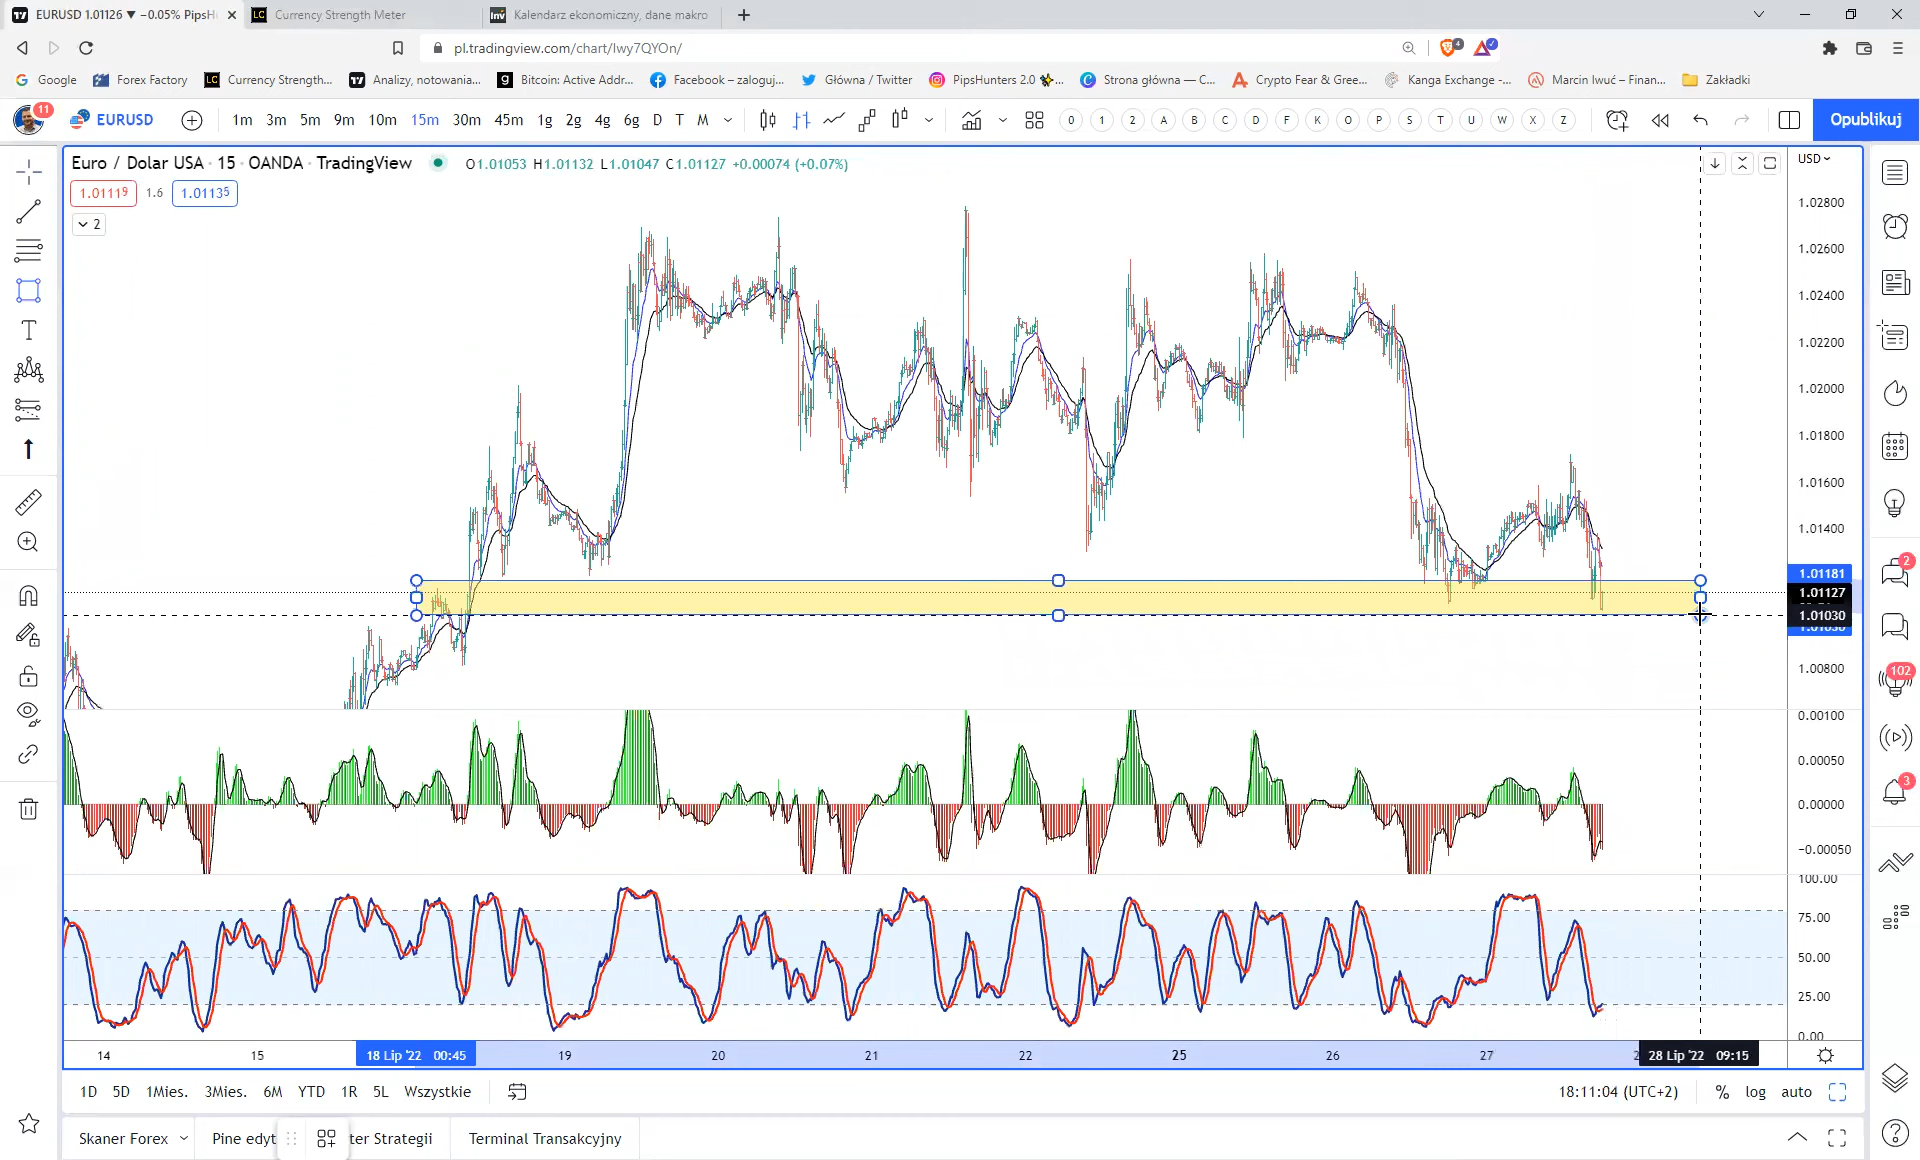 EURUSD 1.01126 ▼ −0.05% PipsH
Currency Strength Meter
Kalendarz ekonomiczny, dane makro
pl.tradingview.com/chart/Iwy7QYOn/
Google
Forex Factory
Currency Strength...
Analizy, notowania...
Bitcoin: Active Addr...
Facebook – zaloguj...
Główna / Twitter
PipsHunters 2.0
Strona główna — C...
Crypto Fear & Gree...
Kanga Exchange -...
Marcin Iwuć – Finan...
Zakładki
11
EURUSD
1m 3m 5m 9m 10m 15m 30m 45m 1g 2g 4g 6g D T M
0 1 2 A B C D F K O P S T U W X Z
Opublikuj
Euro / Dolar USA · 15 · OANDA · TradingView
O1.01053 H1.01132 L1.01047 C1.01127 +0.00074 (+0.07%)
USD
1.01119
1.6
1.01135
2
1.02800
1.02600
1.02400
1.02200
1.02000
1.01800
1.01600
1.01400
1.01181
1.01127
1.01030
1.00800
0.00100
0.00050
0.00000
−0.00050
100.00
75.00
50.00
25.00
0.00
14 15 18 Lip '22 00:45 19 20 21 22 25 26 27 28 Lip '22 09:15
1D 5D 1Mies. 3Mies. 6M YTD 1R 5L Wszystkie
18:11:04 (UTC+2)
% log auto
Skaner Forex
Pine edyt
ter Strategii
Terminal Transakcyjny
2
102
3